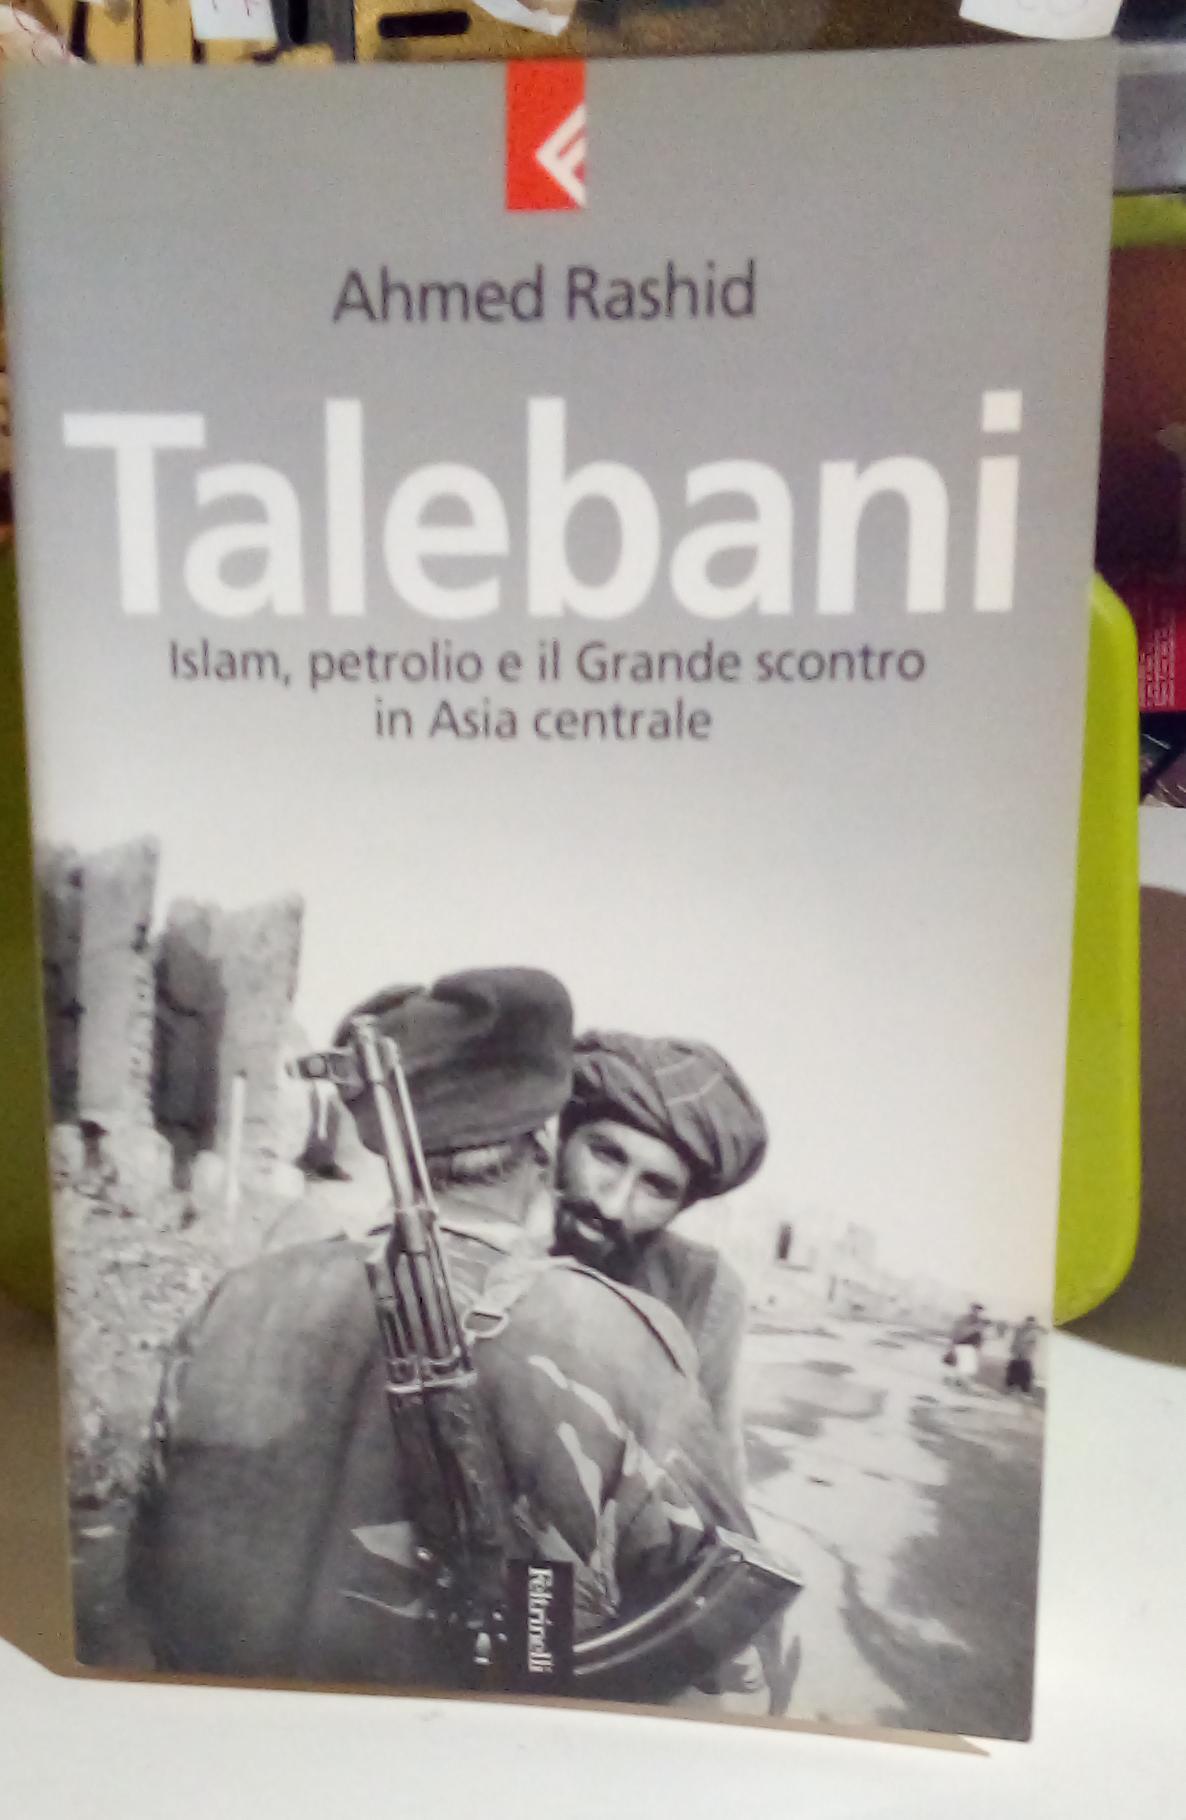 Ahmed Rashid
Talebani
Islam, petrolio e il Grande scontro
in Asia centrale
Feltrinelli